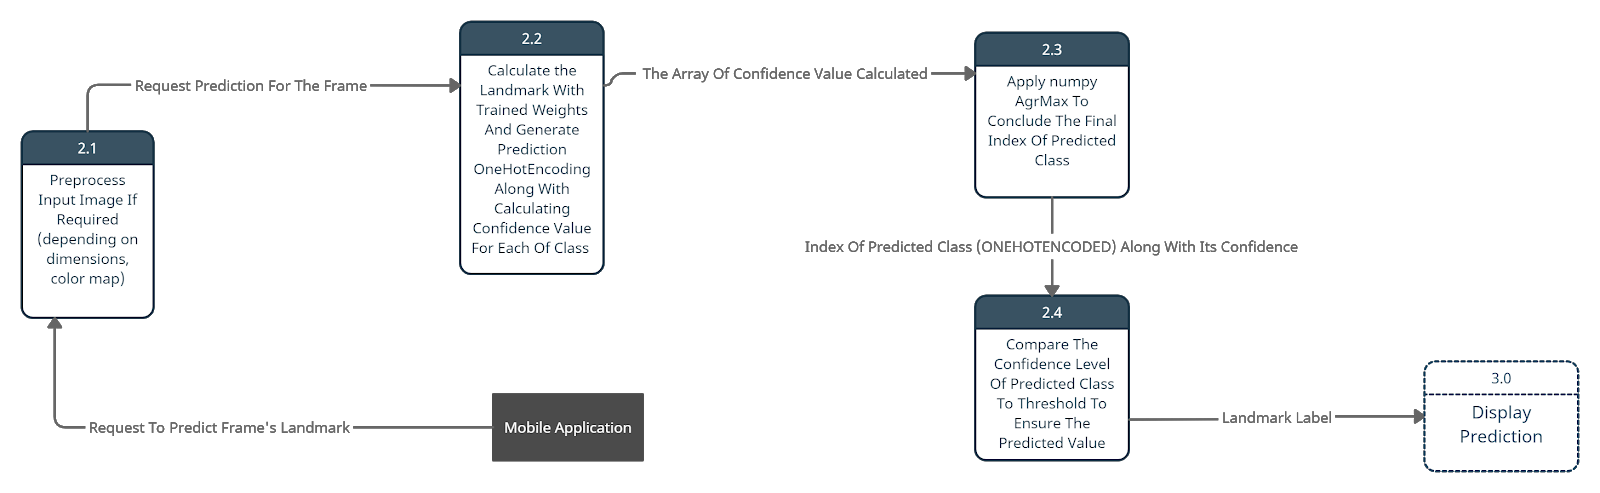 2.1
Preprocess
Input Image If
Required
(depending on
dimensions,
color map)
Request Prediction For The Frame
2.2
Calculate the
Landmark With
Trained Weights
And Generate
Prediction
OneHotEncoding
Along With
Calculating
Confidence Value
For Each Of Class
The Array Of Confidence Value Calculated
2.3
Apply numpy
AgrMax To
Conclude The Final
Index Of Predicted
Class
Index Of Predicted Class (ONEHOTENCODED) Along With Its Confidence
2.4
Compare The
Confidence Level
Of Predicted Class
To Threshold To
Ensure The
Predicted Value
Landmark Label
3.0
Display
Prediction
Request To Predict Frame's Landmark
Mobile Application